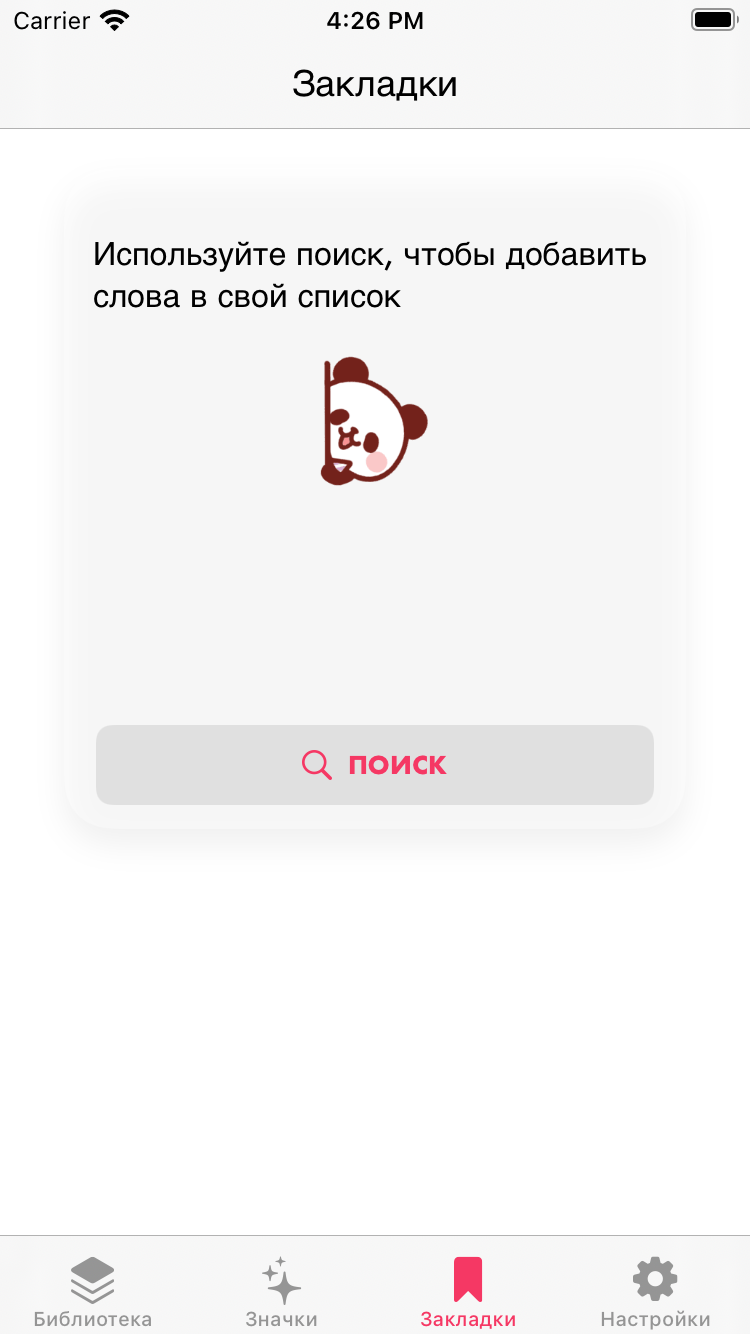 Carrier 4:26 PM
Закладки
Используйте поиск, чтобы добавить
слова в свой список
поиск
Библиотека Значки Закладки Настройки